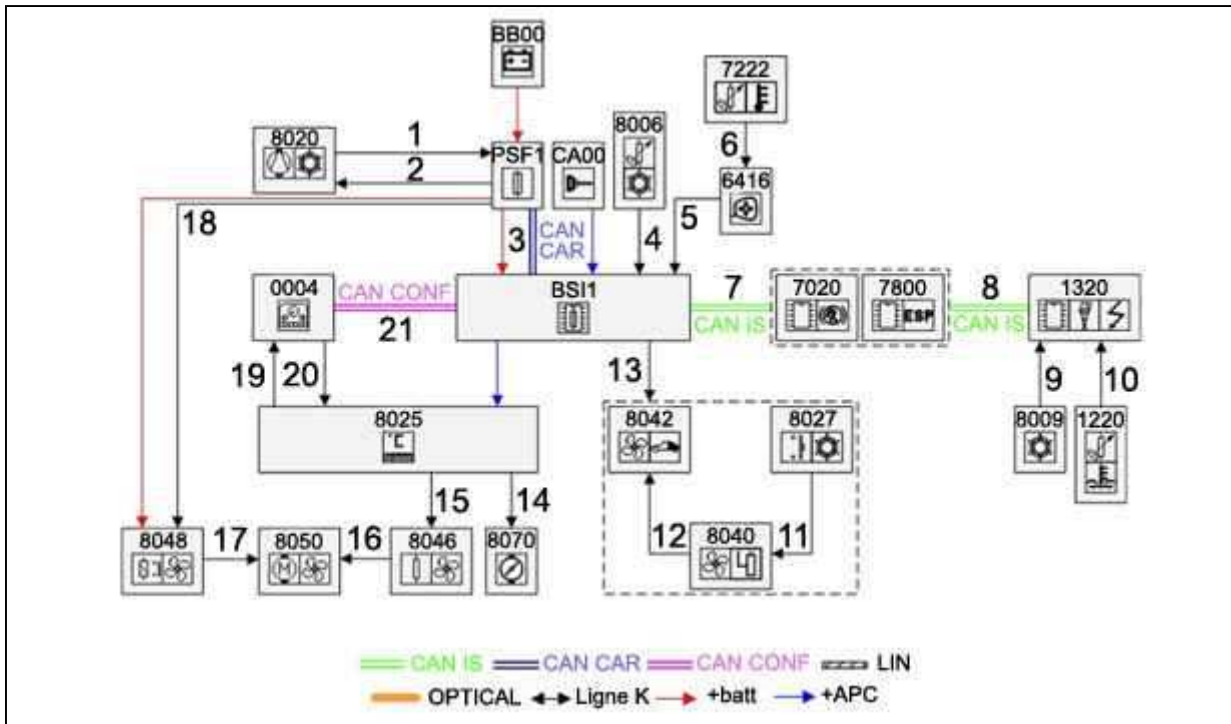 BB00
7222
8020
1
PSF1
CA00
8006
6
2
6416
18
3
CAN
CAR
4
5
0004
CAN CONF
BSI1
7
7020
7800
ESP
8
1320
21
CAN IS
CAN IS
19
20
13
9
10
8025
°C
8042
8027
8009
1220
15
14
12
11
8048
17
8050
M
16
8046
8070
8040
CAN IS
CAN CAR
CAN CONF
LIN
OPTICAL
Ligne K
+batt
+APC